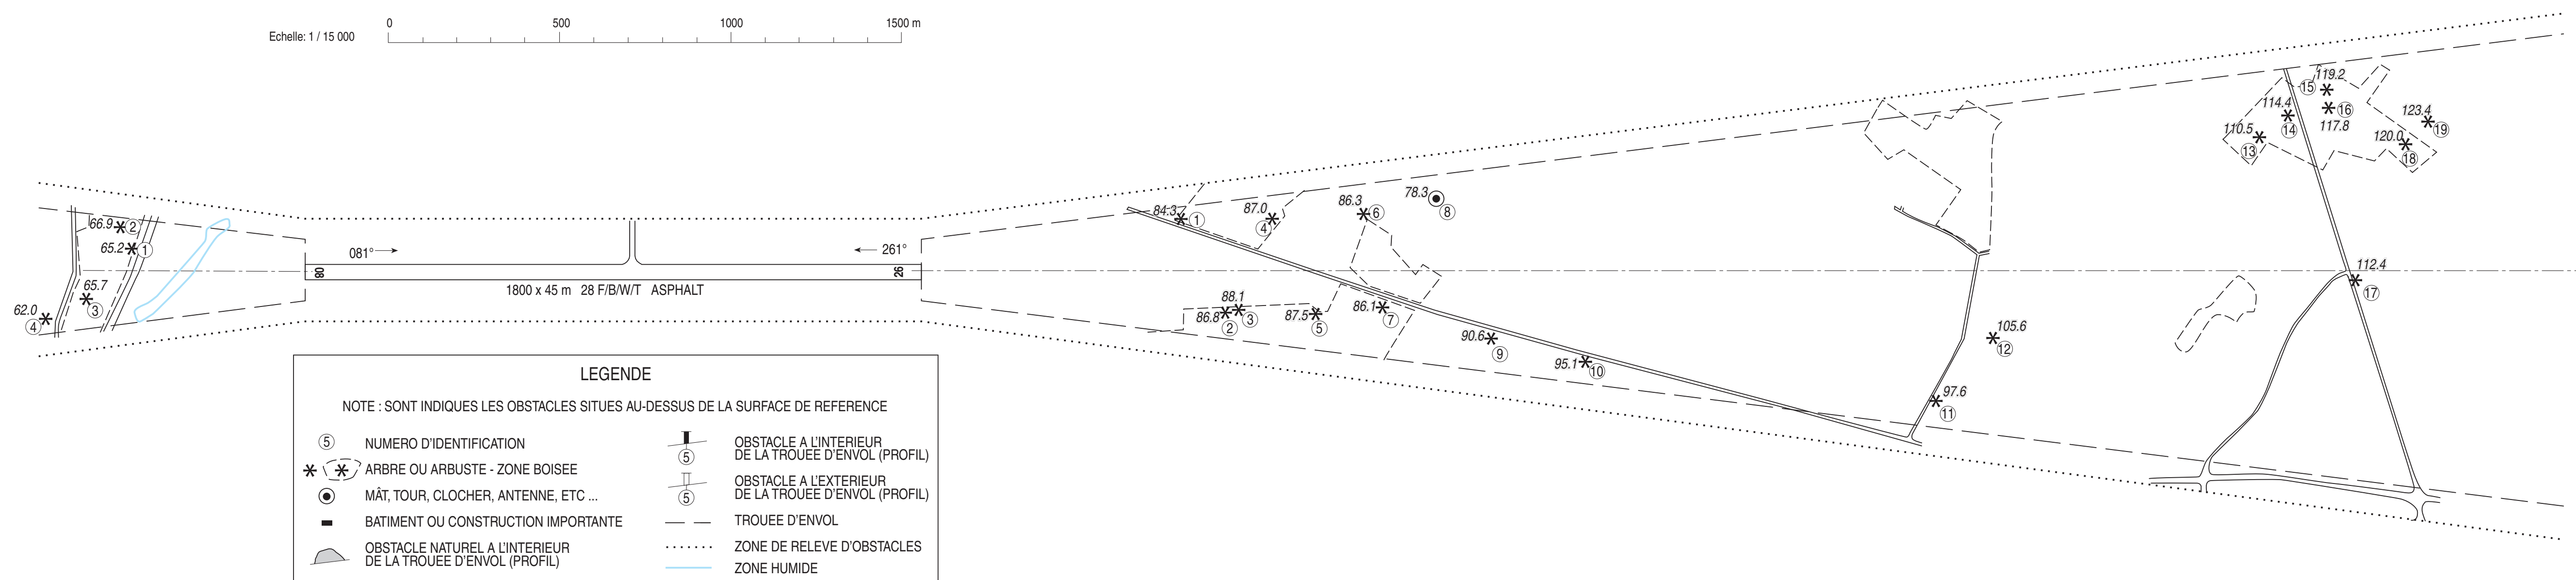 0 500 1000 1500 m
Echelle: 1 / 15 000
66.9 2
65.2 1
65.7
3
62.0
4
081°
261°
08
26
1800 x 45 m 28 F/B/W/T ASPHALT
84.3 1
87.0
4
86.3
6
78.3
8
88.1
86.8 3
2
87.5
5
86.1
7
90.6
9
95.1
10
97.6
11
105.6
12
110.5
13
114.4
14
119.2
15
16
117.8
112.4
17
120.0
18
123.4
19
LEGENDE
NOTE : SONT INDIQUES LES OBSTACLES SITUES AU-DESSUS DE LA SURFACE DE REFERENCE
5 NUMERO D'IDENTIFICATION
ARBRE OU ARBUSTE - ZONE BOISEE
MÂT, TOUR, CLOCHER, ANTENNE, ETC ...
BATIMENT OU CONSTRUCTION IMPORTANTE
OBSTACLE NATUREL A L'INTERIEUR
DE LA TROUEE D'ENVOL (PROFIL)
OBSTACLE A L'INTERIEUR
5 DE LA TROUEE D'ENVOL (PROFIL)
OBSTACLE A L'EXTERIEUR
5 DE LA TROUEE D'ENVOL (PROFIL)
TROUEE D'ENVOL
ZONE DE RELEVE D'OBSTACLES
ZONE HUMIDE